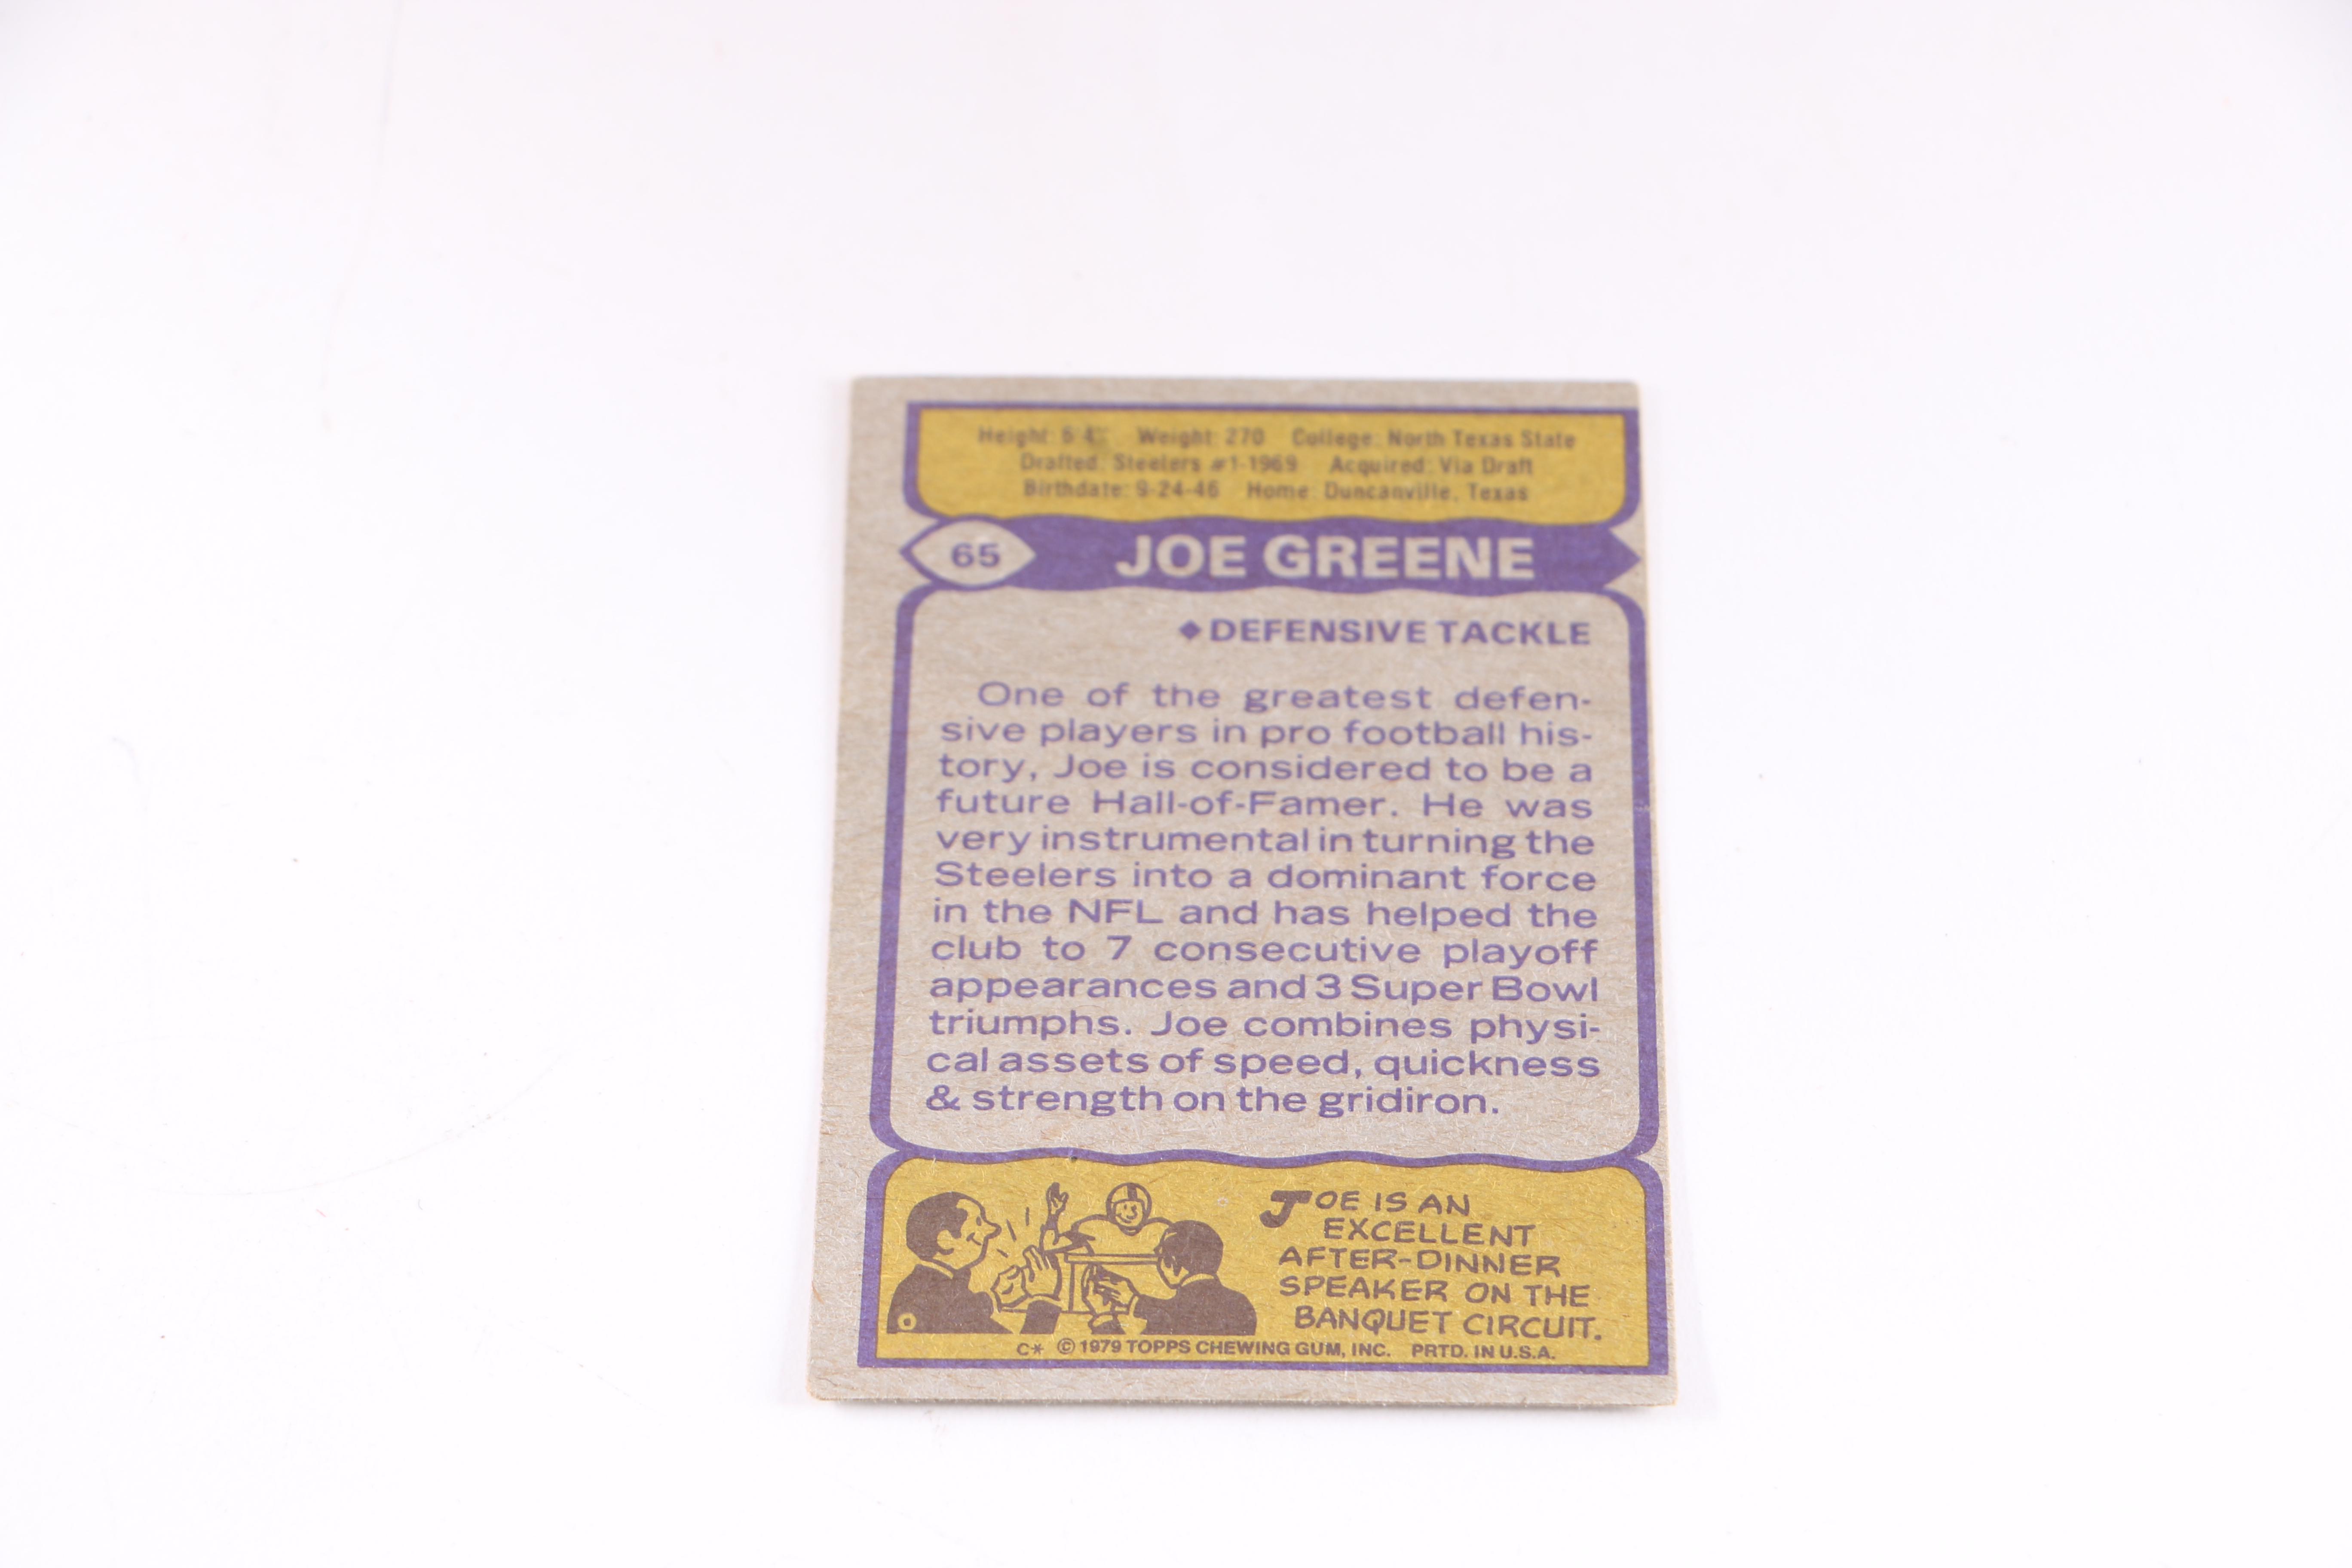 Height: 6'4" Weight: 270 College: North Texas State
Drafted: Steelers #1-1969 Acquired: Via Draft
Birthdate: 9-24-46 Home: Duncanville, Texas
65 JOE GREENE
◆DEFENSIVE TACKLE
One of the greatest defen-
sive players in pro football his-
tory, Joe is considered to be a
future Hall-of-Famer. He was
very instrumental in turning the
Steelers into a dominant force
in the NFL and has helped the
club to 7 consecutive playoff
appearances and 3 Super Bowl
triumphs. Joe combines physi-
cal assets of speed, quickness
& strength on the gridiron.
JOE IS AN
EXCELLENT
AFTER-DINNER
SPEAKER ON THE
BANQUET CIRCUIT.
C* © 1979 TOPPS CHEWING GUM, INC. PRTD. IN U.S.A.